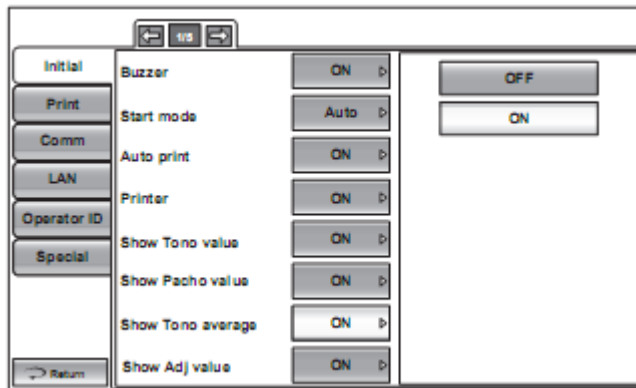 1/5
Initial
Print
Comm
LAN
Operator ID
Special
Return
Buzzer ON
Start mode Auto
Auto print ON
Printer ON
Show Tono value ON
Show Pacho value ON
Show Tono average ON
Show Adj value ON
OFF
ON